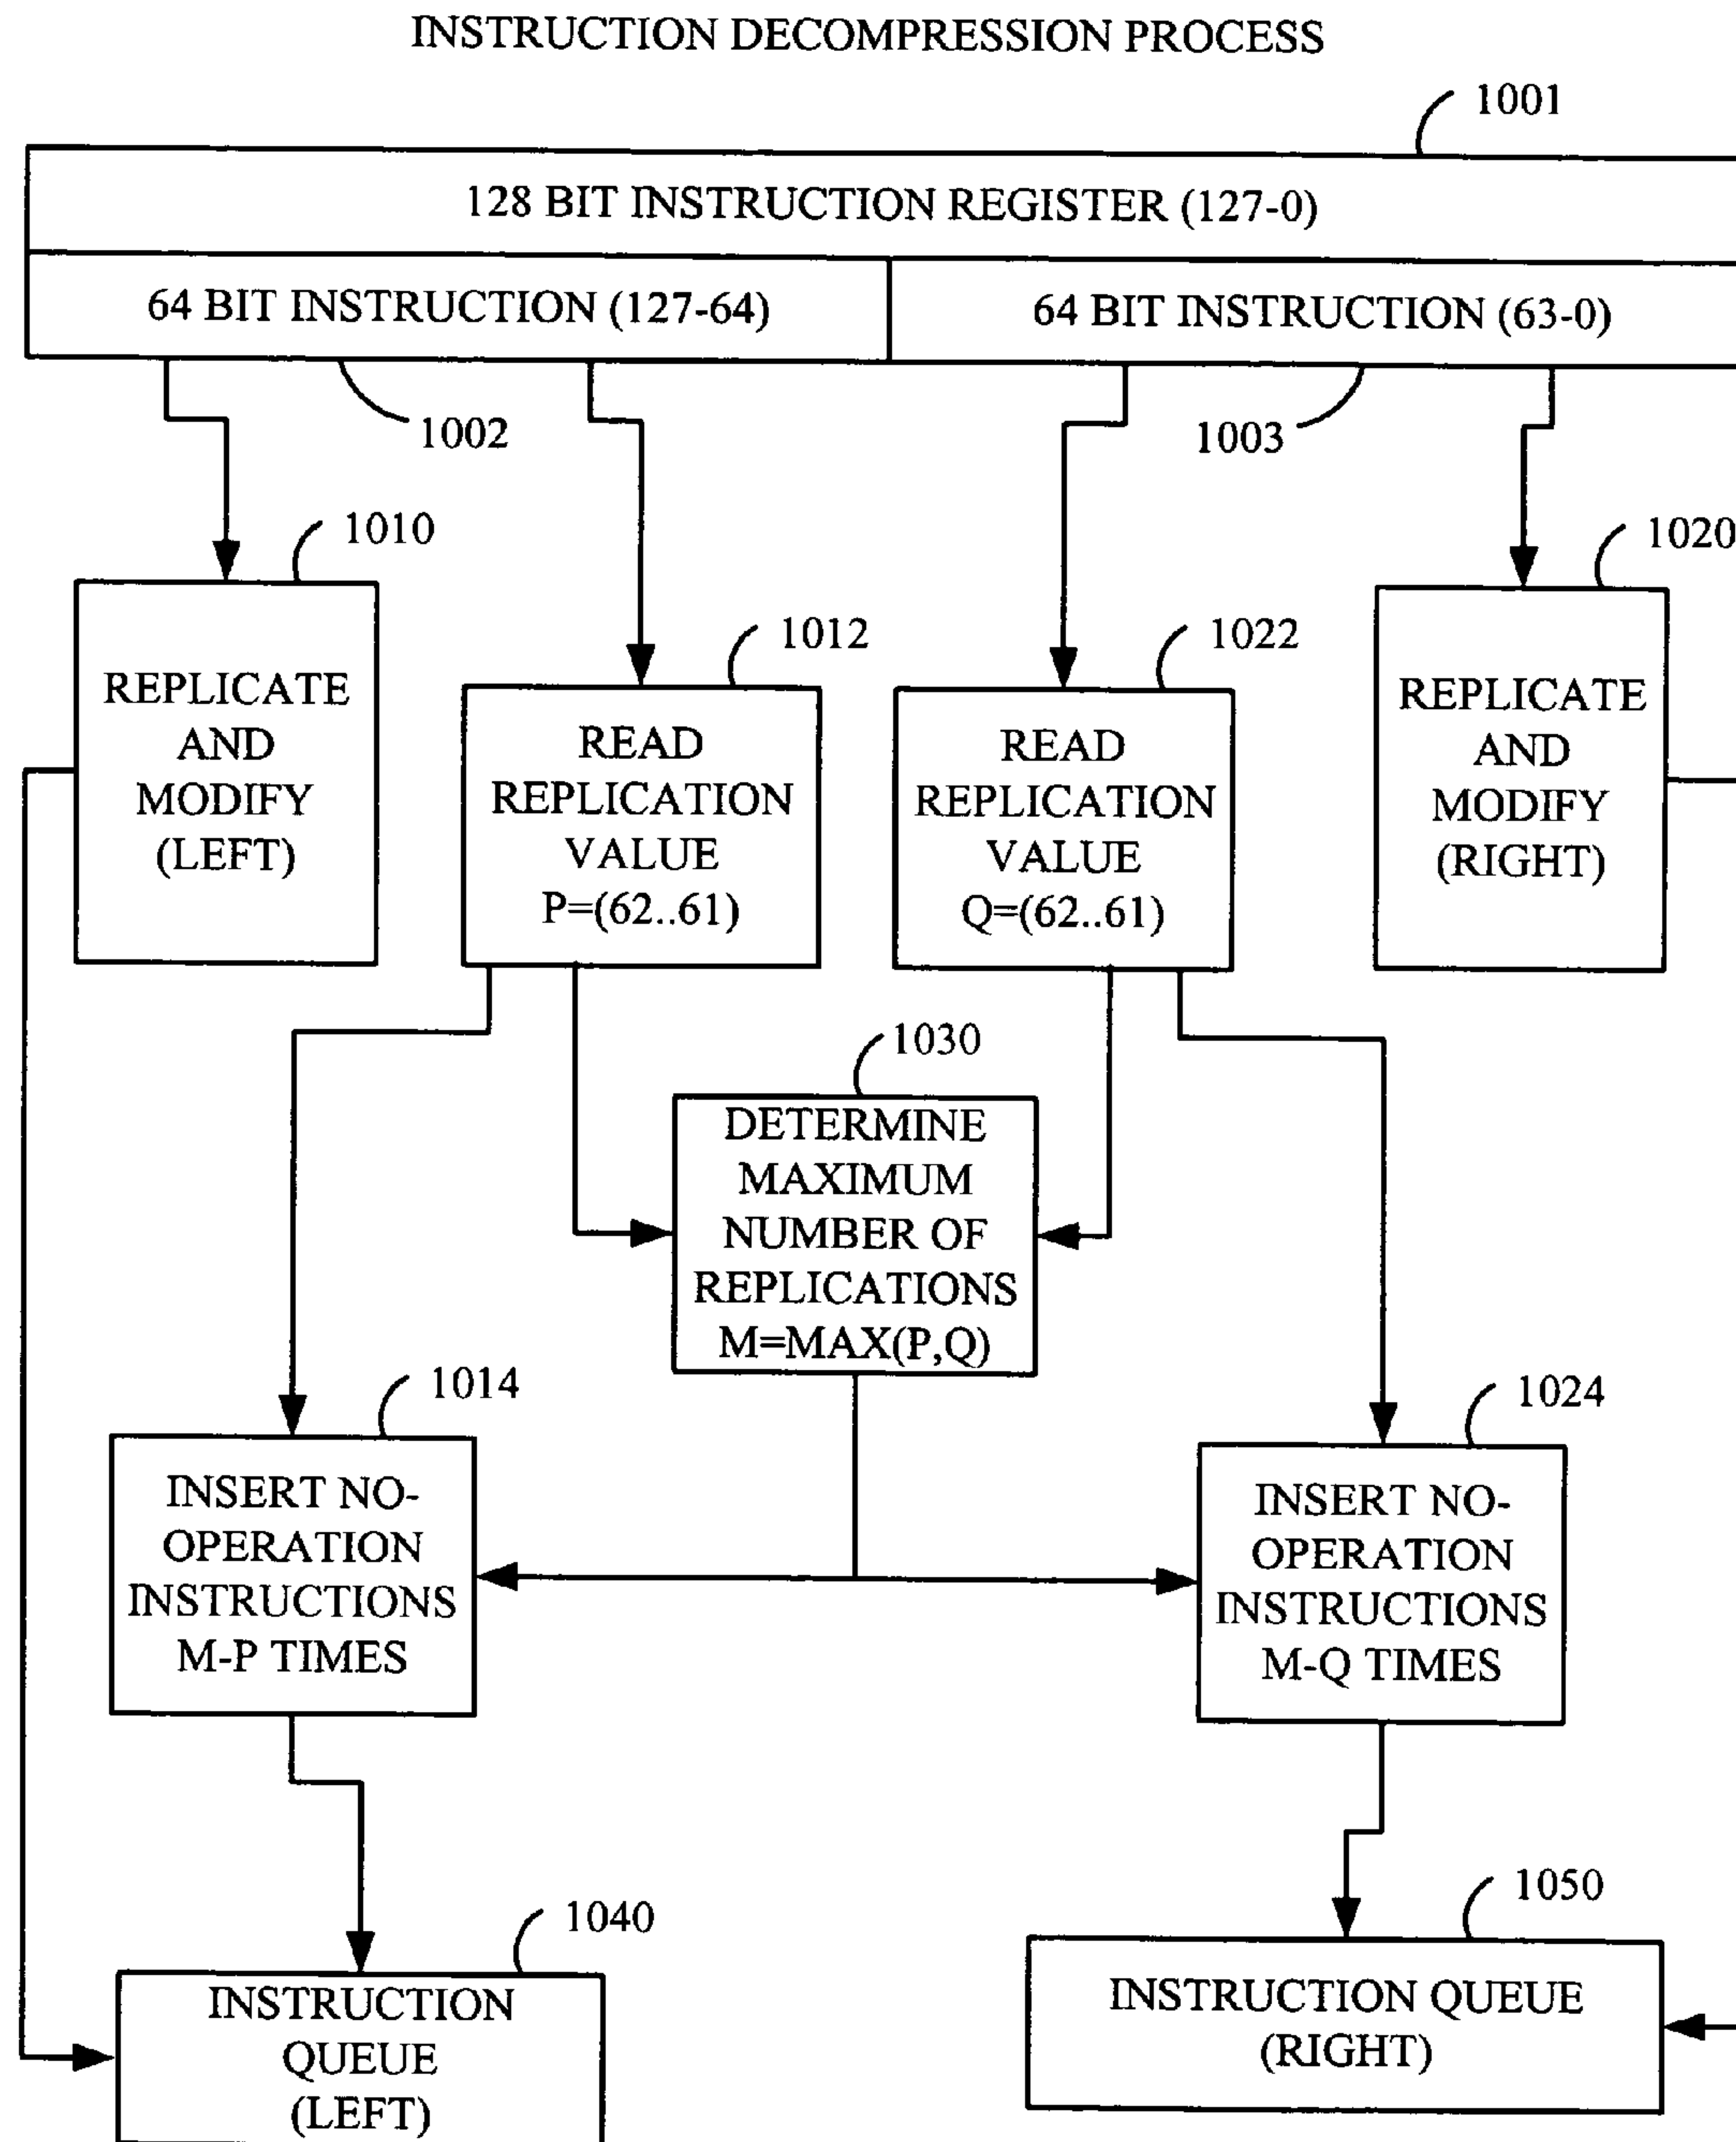 INSTRUCTION DECOMPRESSION PROCESS
1001
128 BIT INSTRUCTION REGISTER (127-0)
64 BIT INSTRUCTION (127-64)
64 BIT INSTRUCTION (63-0)
1002
1003
1010
REPLICATE
AND
MODIFY
(LEFT)
1012
READ
REPLICATION
VALUE
P=(62..61)
1022
READ
REPLICATION
VALUE
Q=(62..61)
1020
REPLICATE
AND
MODIFY
(RIGHT)
1030
DETERMINE
MAXIMUM
NUMBER OF
REPLICATIONS
M=MAX(P,Q)
1014
INSERT NO-
OPERATION
INSTRUCTIONS
M-P TIMES
1024
INSERT NO-
OPERATION
INSTRUCTIONS
M-Q TIMES
1040
INSTRUCTION
QUEUE
(LEFT)
1050
INSTRUCTION QUEUE
(RIGHT)